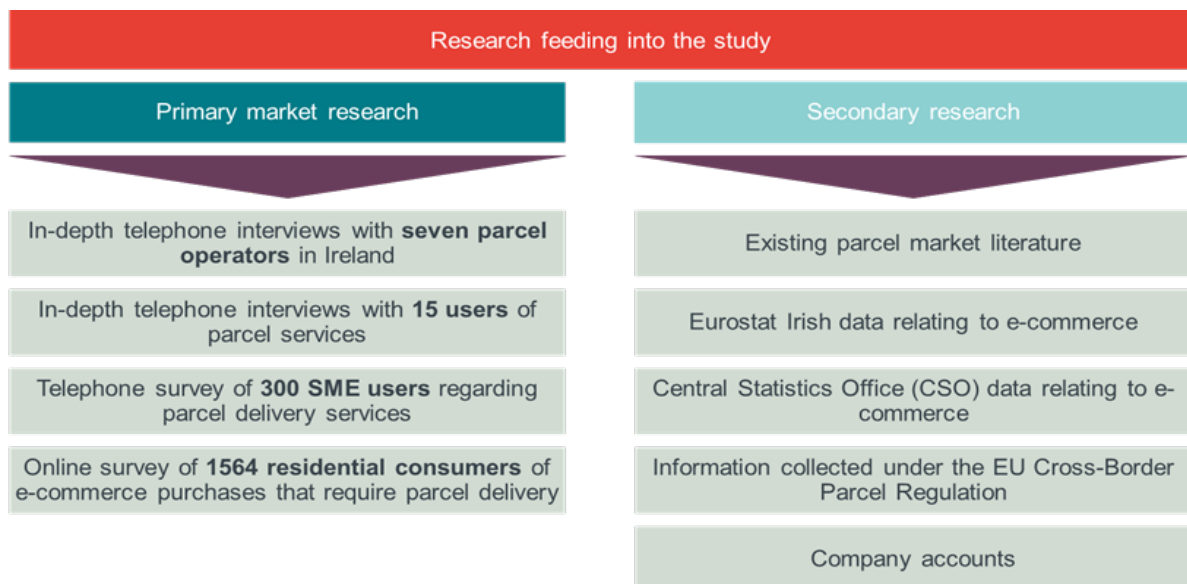 Research feeding into the study
Primary market research
In-depth telephone interviews with seven parcel
operators in Ireland
In-depth telephone interviews with 15 users of
parcel services
Telephone survey of 300 SME users regarding
parcel delivery services
Online survey of 1564 residential consumers of
e-commerce purchases that require parcel delivery
Secondary research
Existing parcel market literature
Eurostat Irish data relating to e-commerce
Central Statistics Office (CSO) data relating to e-
commerce
Information collected under the EU Cross-Border
Parcel Regulation
Company accounts